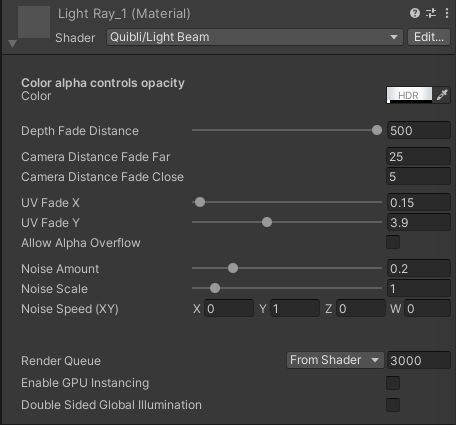 Light Ray_1 (Material)
Shader Quibli/Light Beam Edit...
Color alpha controls opacity
Color HDR
Depth Fade Distance 500
Camera Distance Fade Far 25
Camera Distance Fade Close 5
UV Fade X 0.15
UV Fade Y 3.9
Allow Alpha Overflow
Noise Amount 0.2
Noise Scale 1
Noise Speed (XY) X 0 Y 1 Z 0 W 0
Render Queue From Shader 3000
Enable GPU Instancing
Double Sided Global Illumination